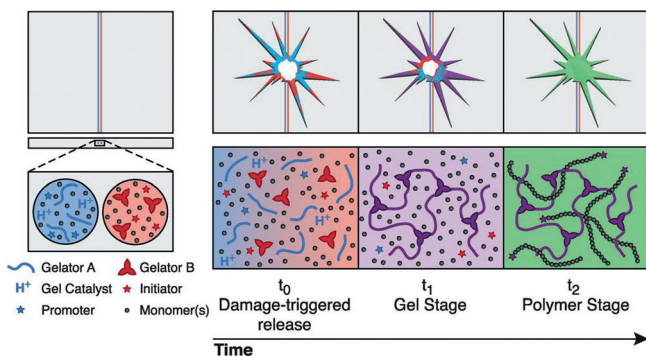 H⁺
H⁺
H⁺
H⁺
H⁺
H⁺
Gelator A
Gelator B
H⁺ Gel Catalyst
Initiator
Promoter
Monomer(s)
t₀
Damage-triggered
release
t₁
Gel Stage
t₂
Polymer Stage
Time